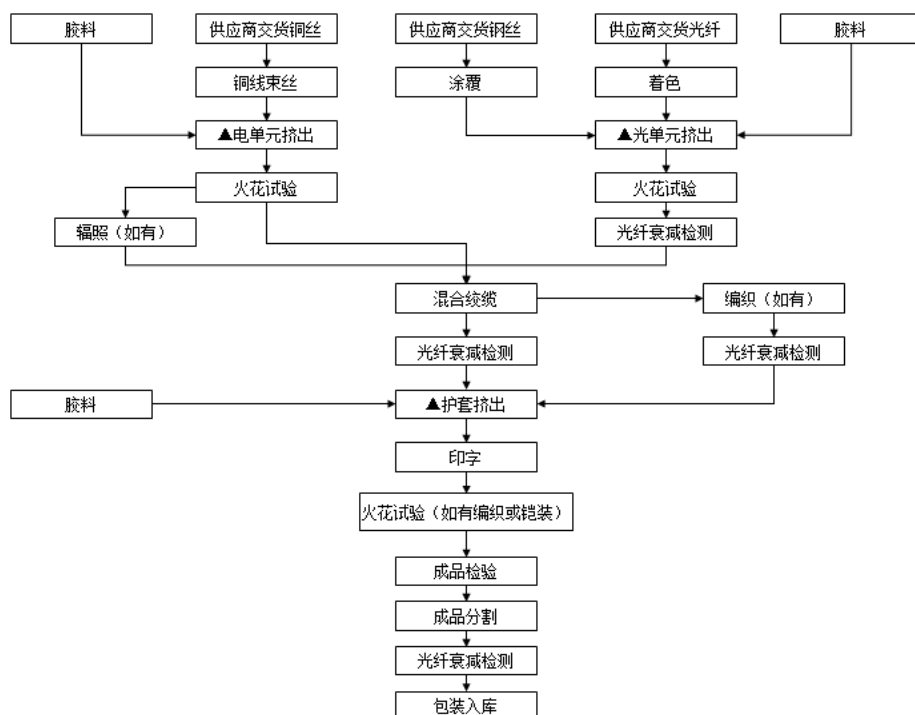 胶料
供应商交货铜丝
供应商交货钢丝
供应商交货光纤
胶料
铜线束丝
涂覆
着色
▲电单元挤出
▲光单元挤出
火花试验
火花试验
辐照（如有）
光纤衰减检测
混合绞缆
编织（如有）
光纤衰减检测
光纤衰减检测
胶料
▲护套挤出
印字
火花试验（如有编织或铠装）
成品检验
成品分割
光纤衰减检测
包装入库